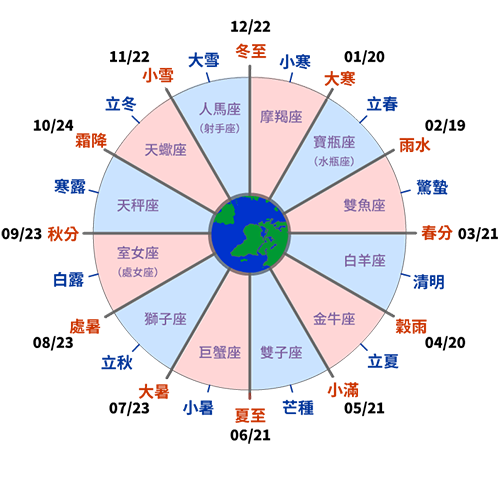 12/22
冬至
小寒
01/20
大寒
立春
02/19
雨水
驚蟄
春分 03/21
清明
穀雨
04/20
立夏
小滿
05/21
芒種
夏至
06/21
小暑
大暑
07/23
立秋
處暑
08/23
白露
09/23 秋分
寒露
10/24
霜降
立冬
11/22
小雪
大雪
摩羯座
寶瓶座
(水瓶座)
雙魚座
白羊座
金牛座
雙子座
巨蟹座
獅子座
室女座
(處女座)
天秤座
天蠍座
人馬座
(射手座)